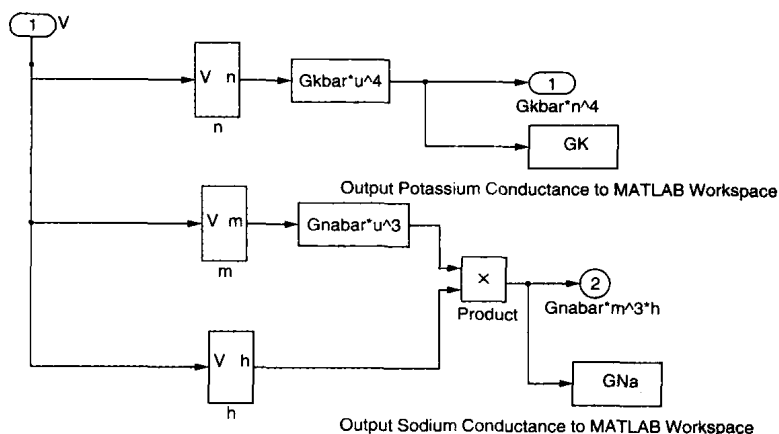 1 V
V n
n
Gkbar*u^4
1
Gkbar*n^4
GK
Output Potassium Conductance to MATLAB Workspace
V m
m
Gnabar*u^3
×
Product
2
Gnabar*m^3*h
V h
h
GNa
Output Sodium Conductance to MATLAB Workspace